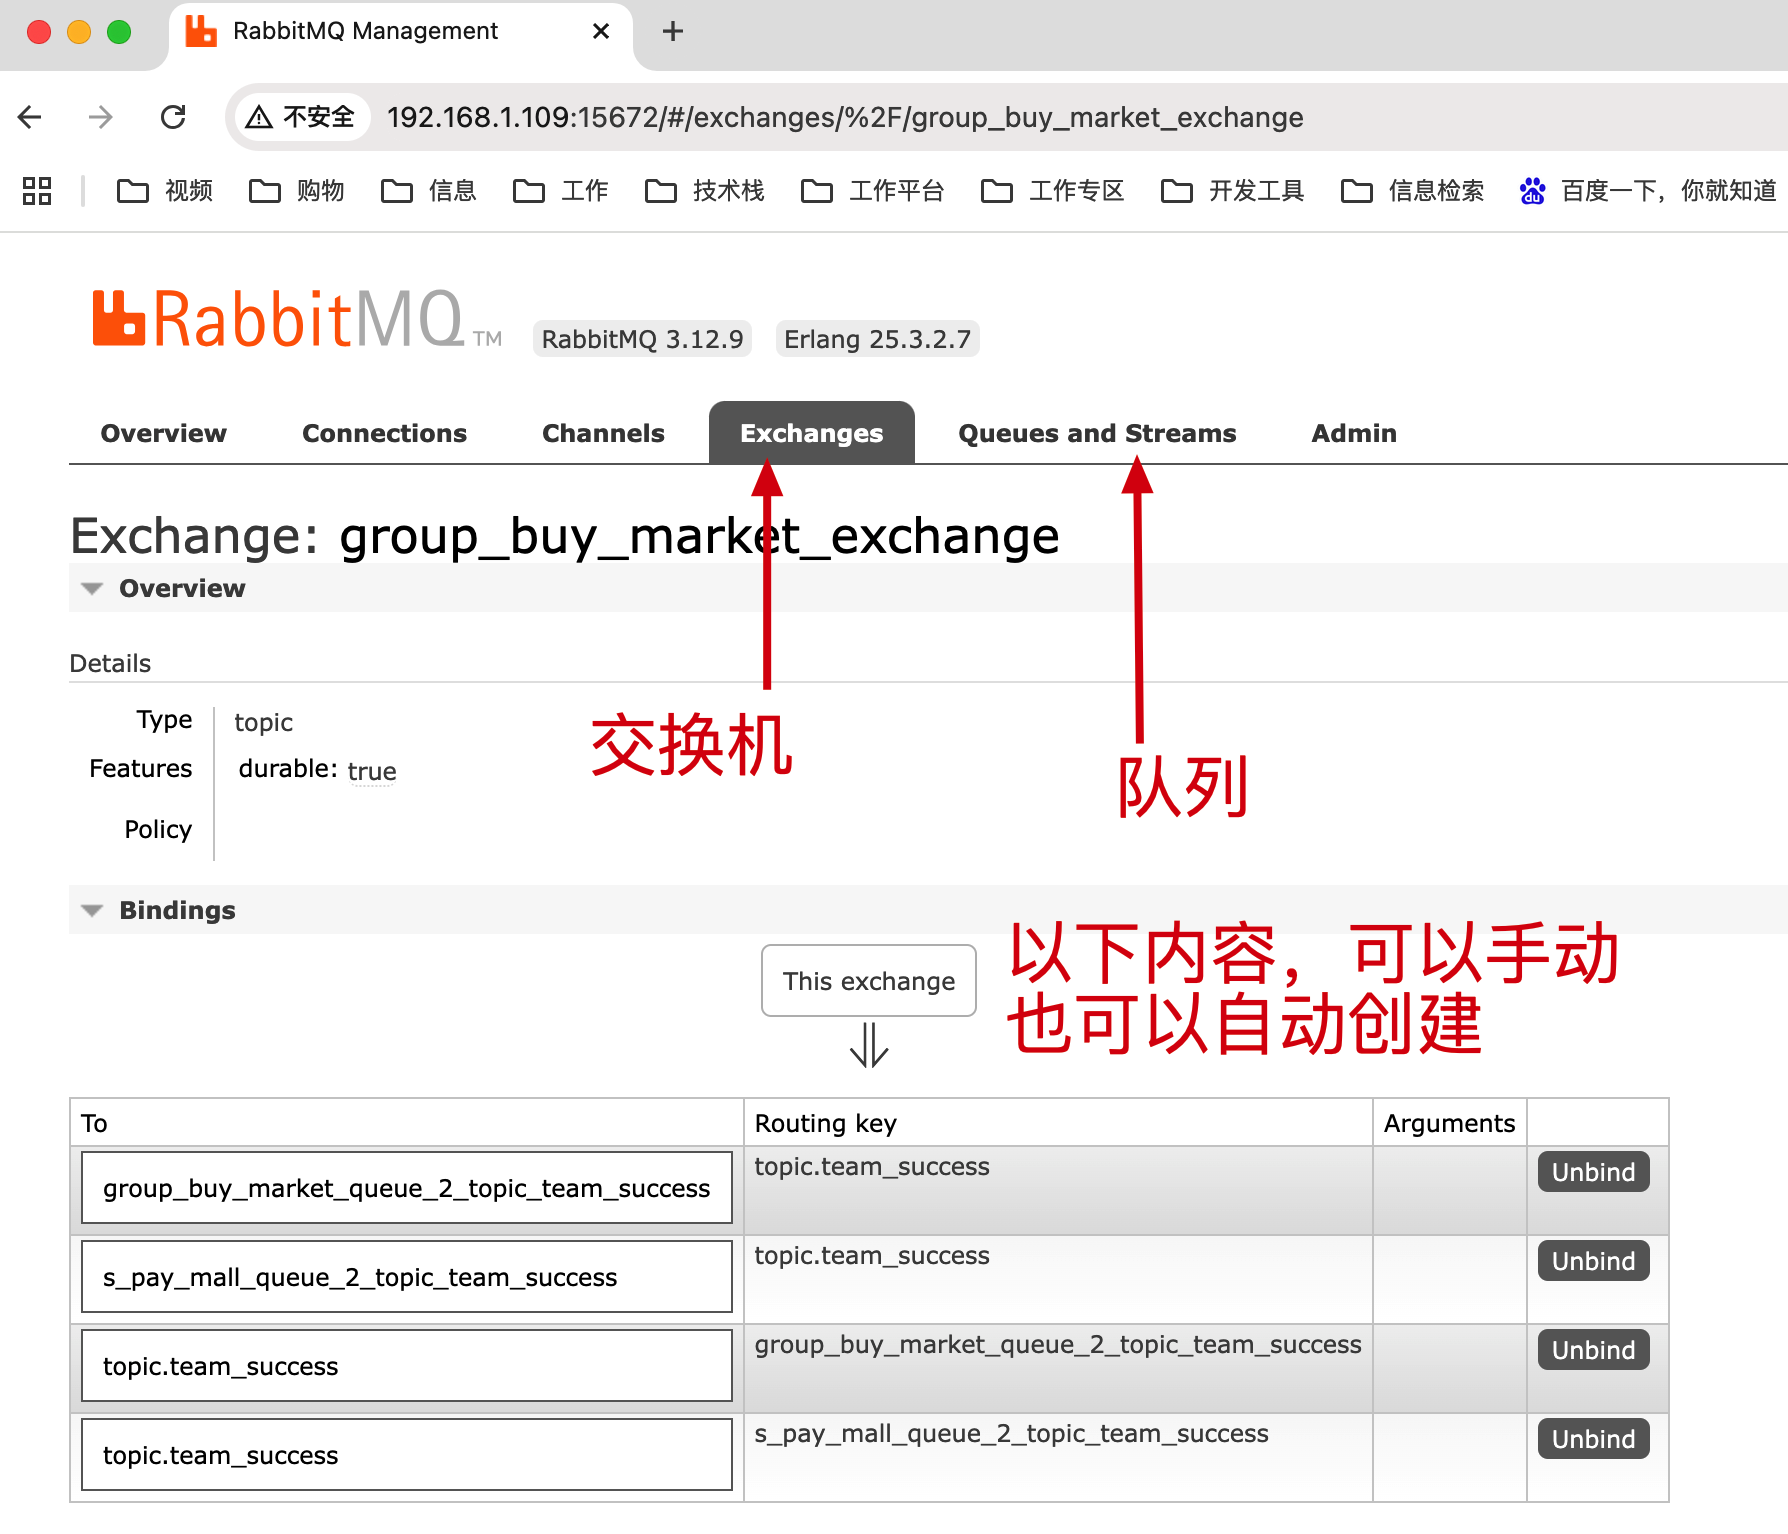 RabbitMQ Management
不安全 192.168.1.109:15672/#/exchanges/%2F/group_buy_market_exchange
视频 购物 信息 工作 技术栈 工作平台 工作专区 开发工具 信息检索 百度一下，你就知道
RabbitMQ TM RabbitMQ 3.12.9 Erlang 25.3.2.7
Overview Connections Channels Exchanges Queues and Streams Admin
Exchange: group_buy_market_exchange
Overview
Details
Type topic
Features durable: true
Policy
交换机
队列
Bindings
This exchange
以下内容，可以手动
也可以自动创建
To Routing key Arguments
group_buy_market_queue_2_topic_team_success topic.team_success Unbind
s_pay_mall_queue_2_topic_team_success topic.team_success Unbind
topic.team_success group_buy_market_queue_2_topic_team_success Unbind
topic.team_success s_pay_mall_queue_2_topic_team_success Unbind